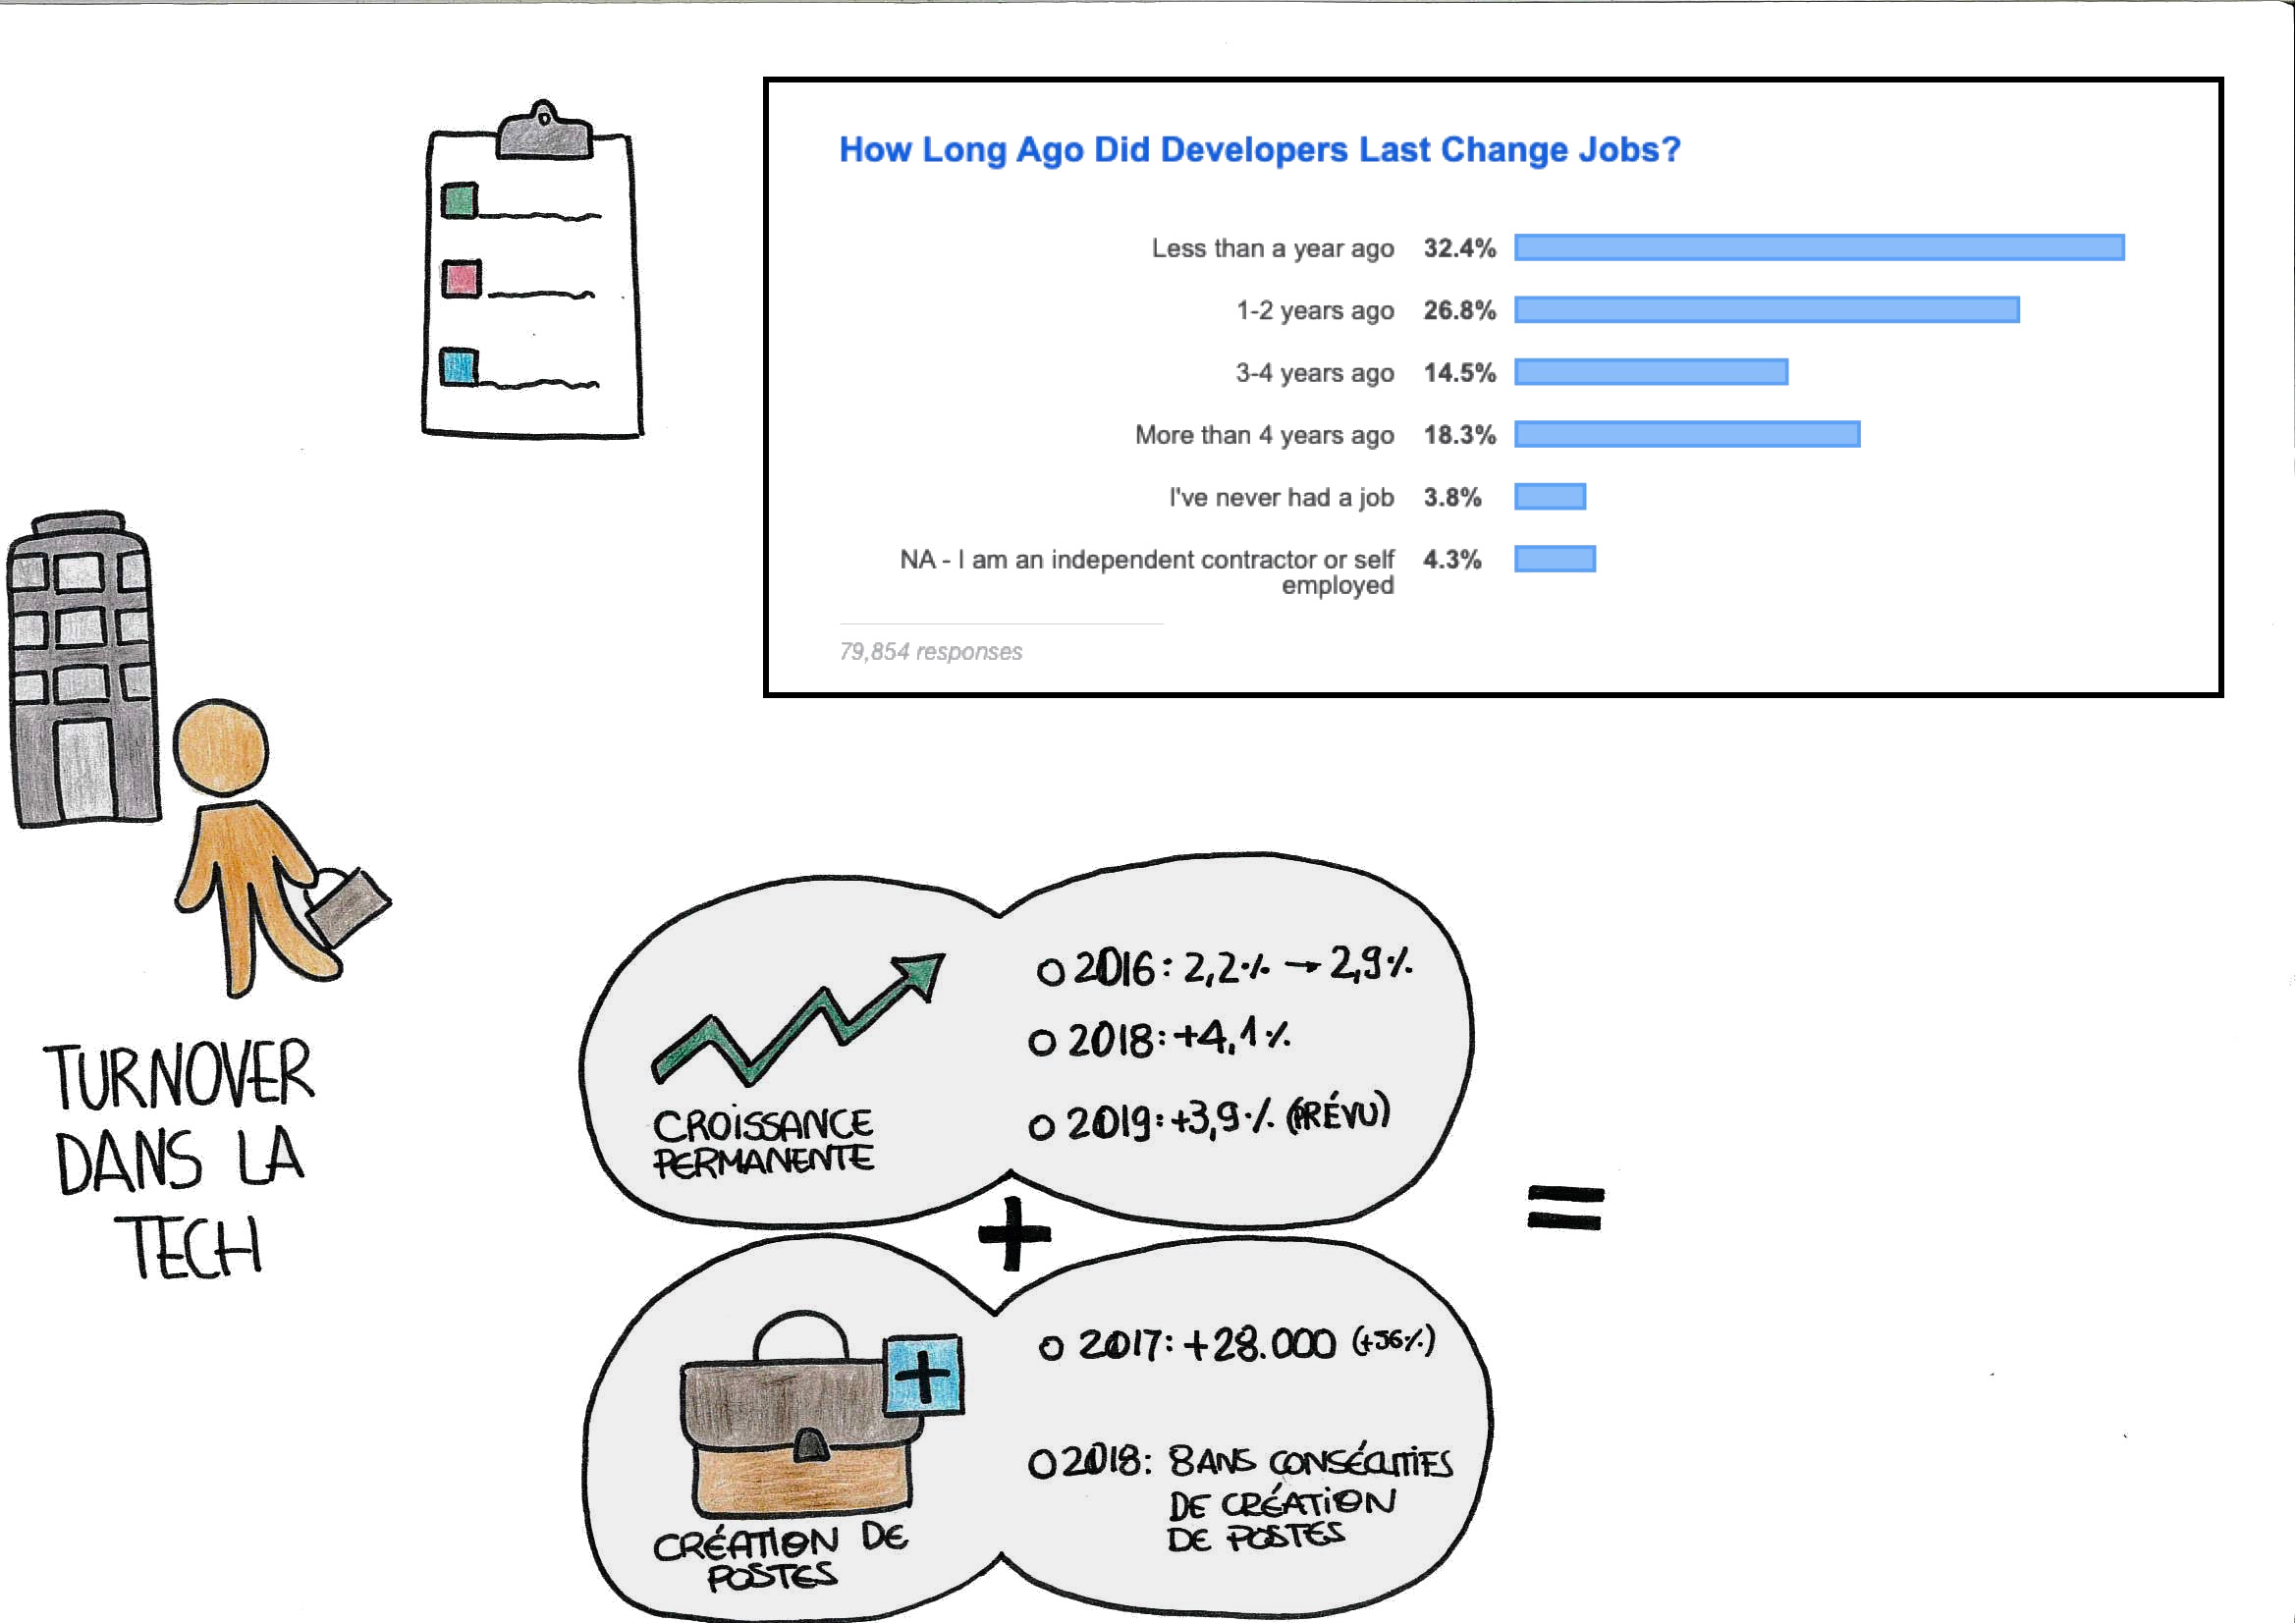 How Long Ago Did Developers Last Change Jobs?
Less than a year ago 32.4%
1-2 years ago 26.8%
3-4 years ago 14.5%
More than 4 years ago 18.3%
I've never had a job 3.8%
NA - I am an independent contractor or self 4.3%
employed
79,854 responses
TURNOVER
DANS LA
TECH
CROISSANCE
PERMANENTE
2016: 2,2% → 2,9%
2018: +4,1%
2019: +3,9% (PRÉVU)
+
=
CRÉATION DE
POSTES
2017: +28.000 (+56%)
2018: 8 ANS CONSÉCUTIFS
DE CRÉATION
DE POSTES